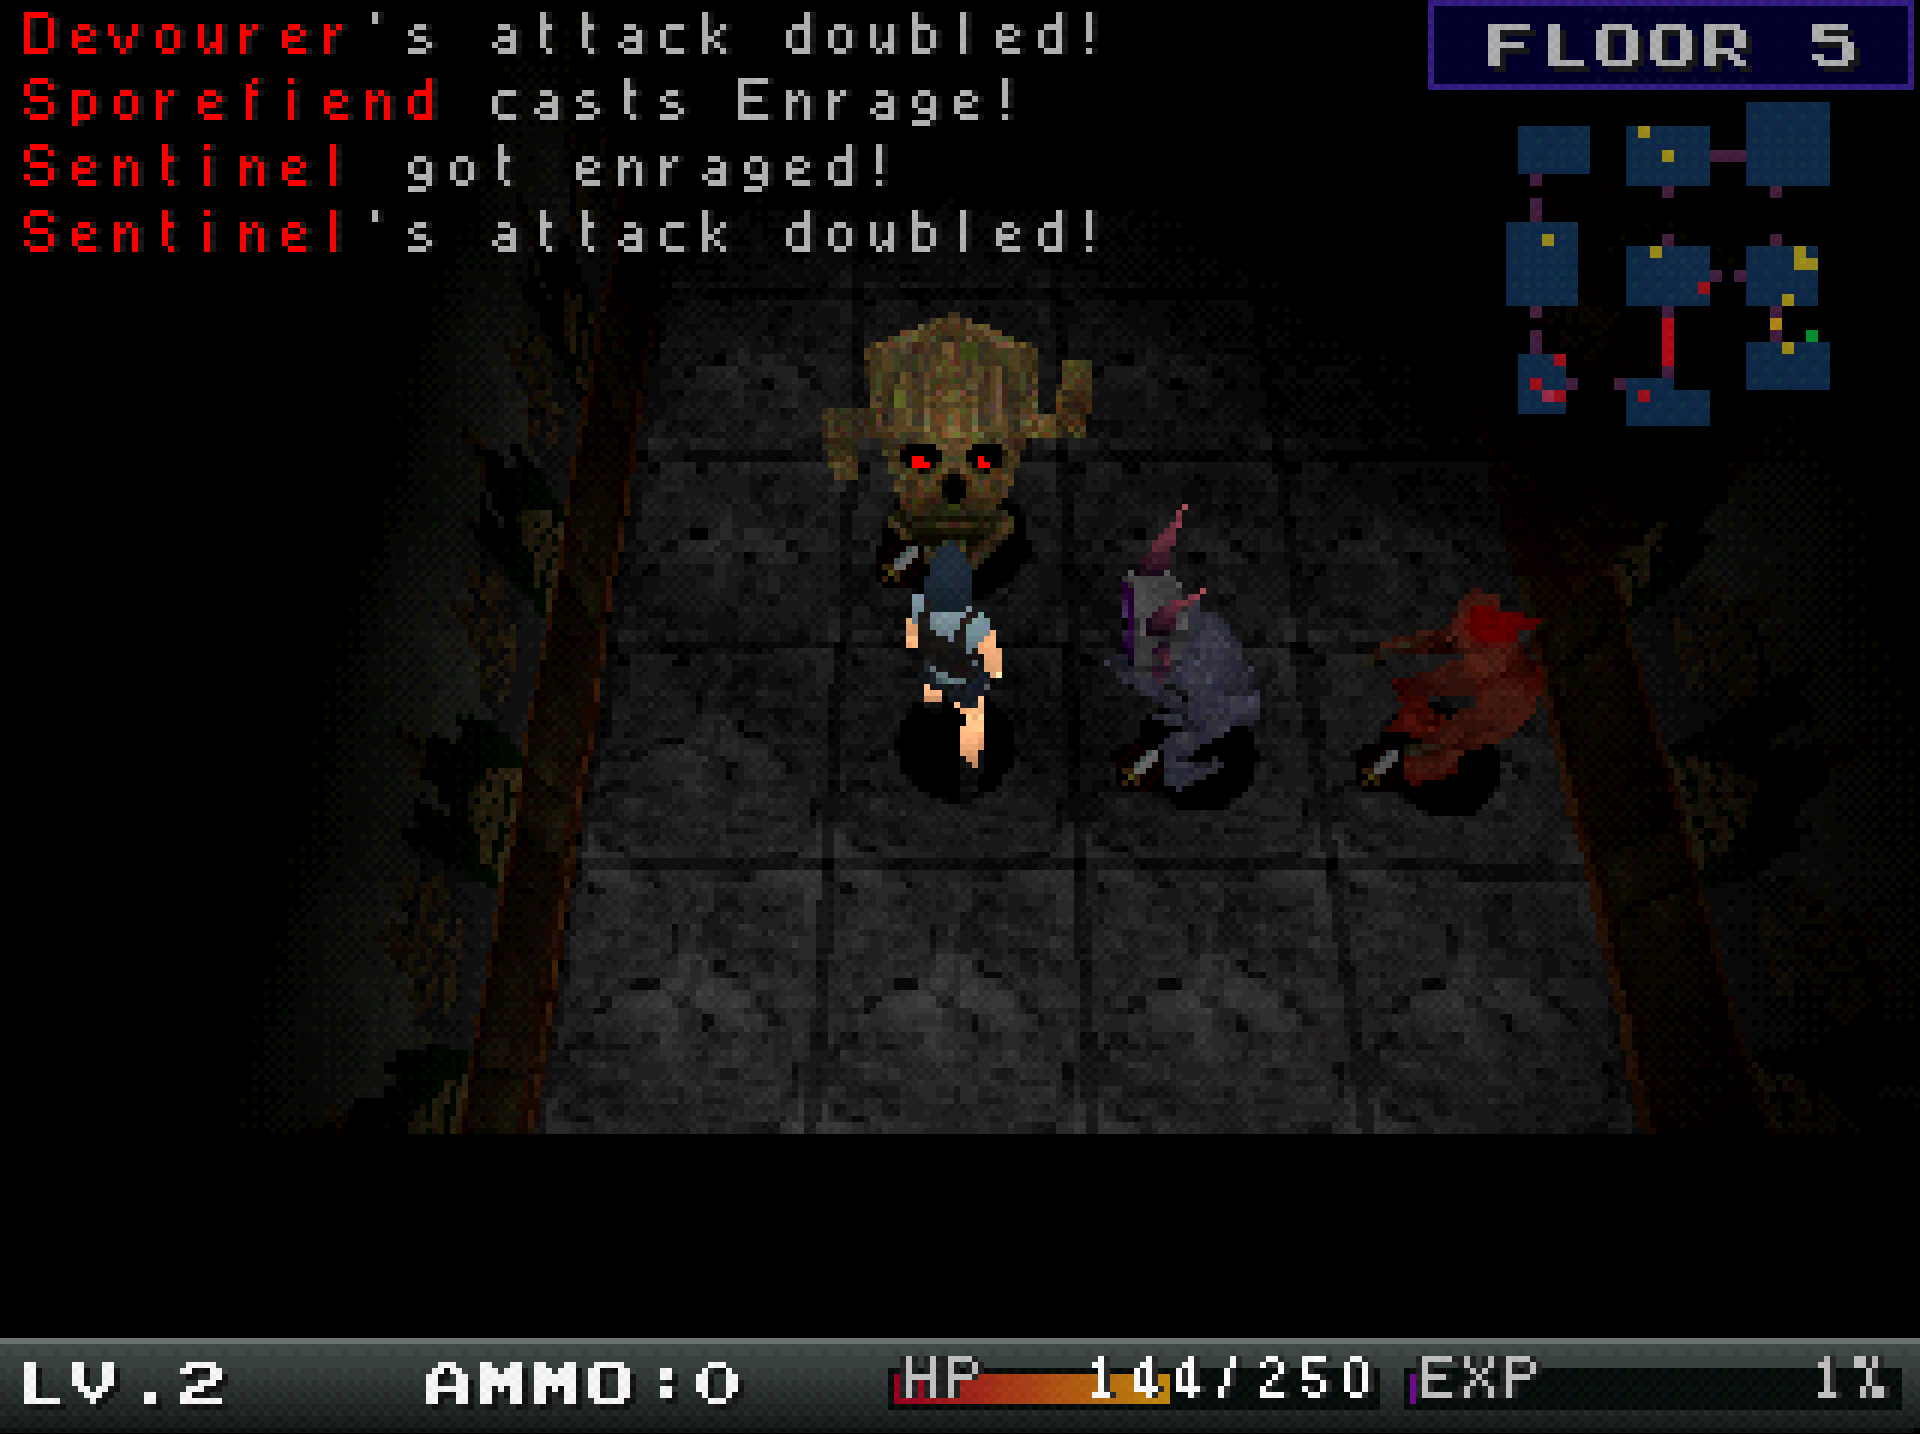 Devourer's attack doubled!
Sporefiend casts Enrage!
Sentinel got enraged!
Sentinel's attack doubled!
FLOOR 5
LV.2 AMMO:0 HP 144/250 EXP 1%